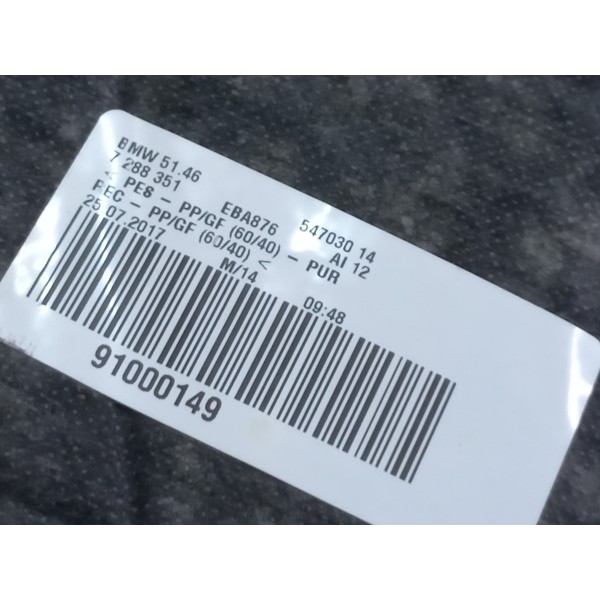 BMW 51.46
7 288 351 EBA876 547030 14
< PES - PP/GF (60/40) - PUR AI 12
REC - PP/GF (60/40) <
25.07.2017 M/14 09:48
91000149